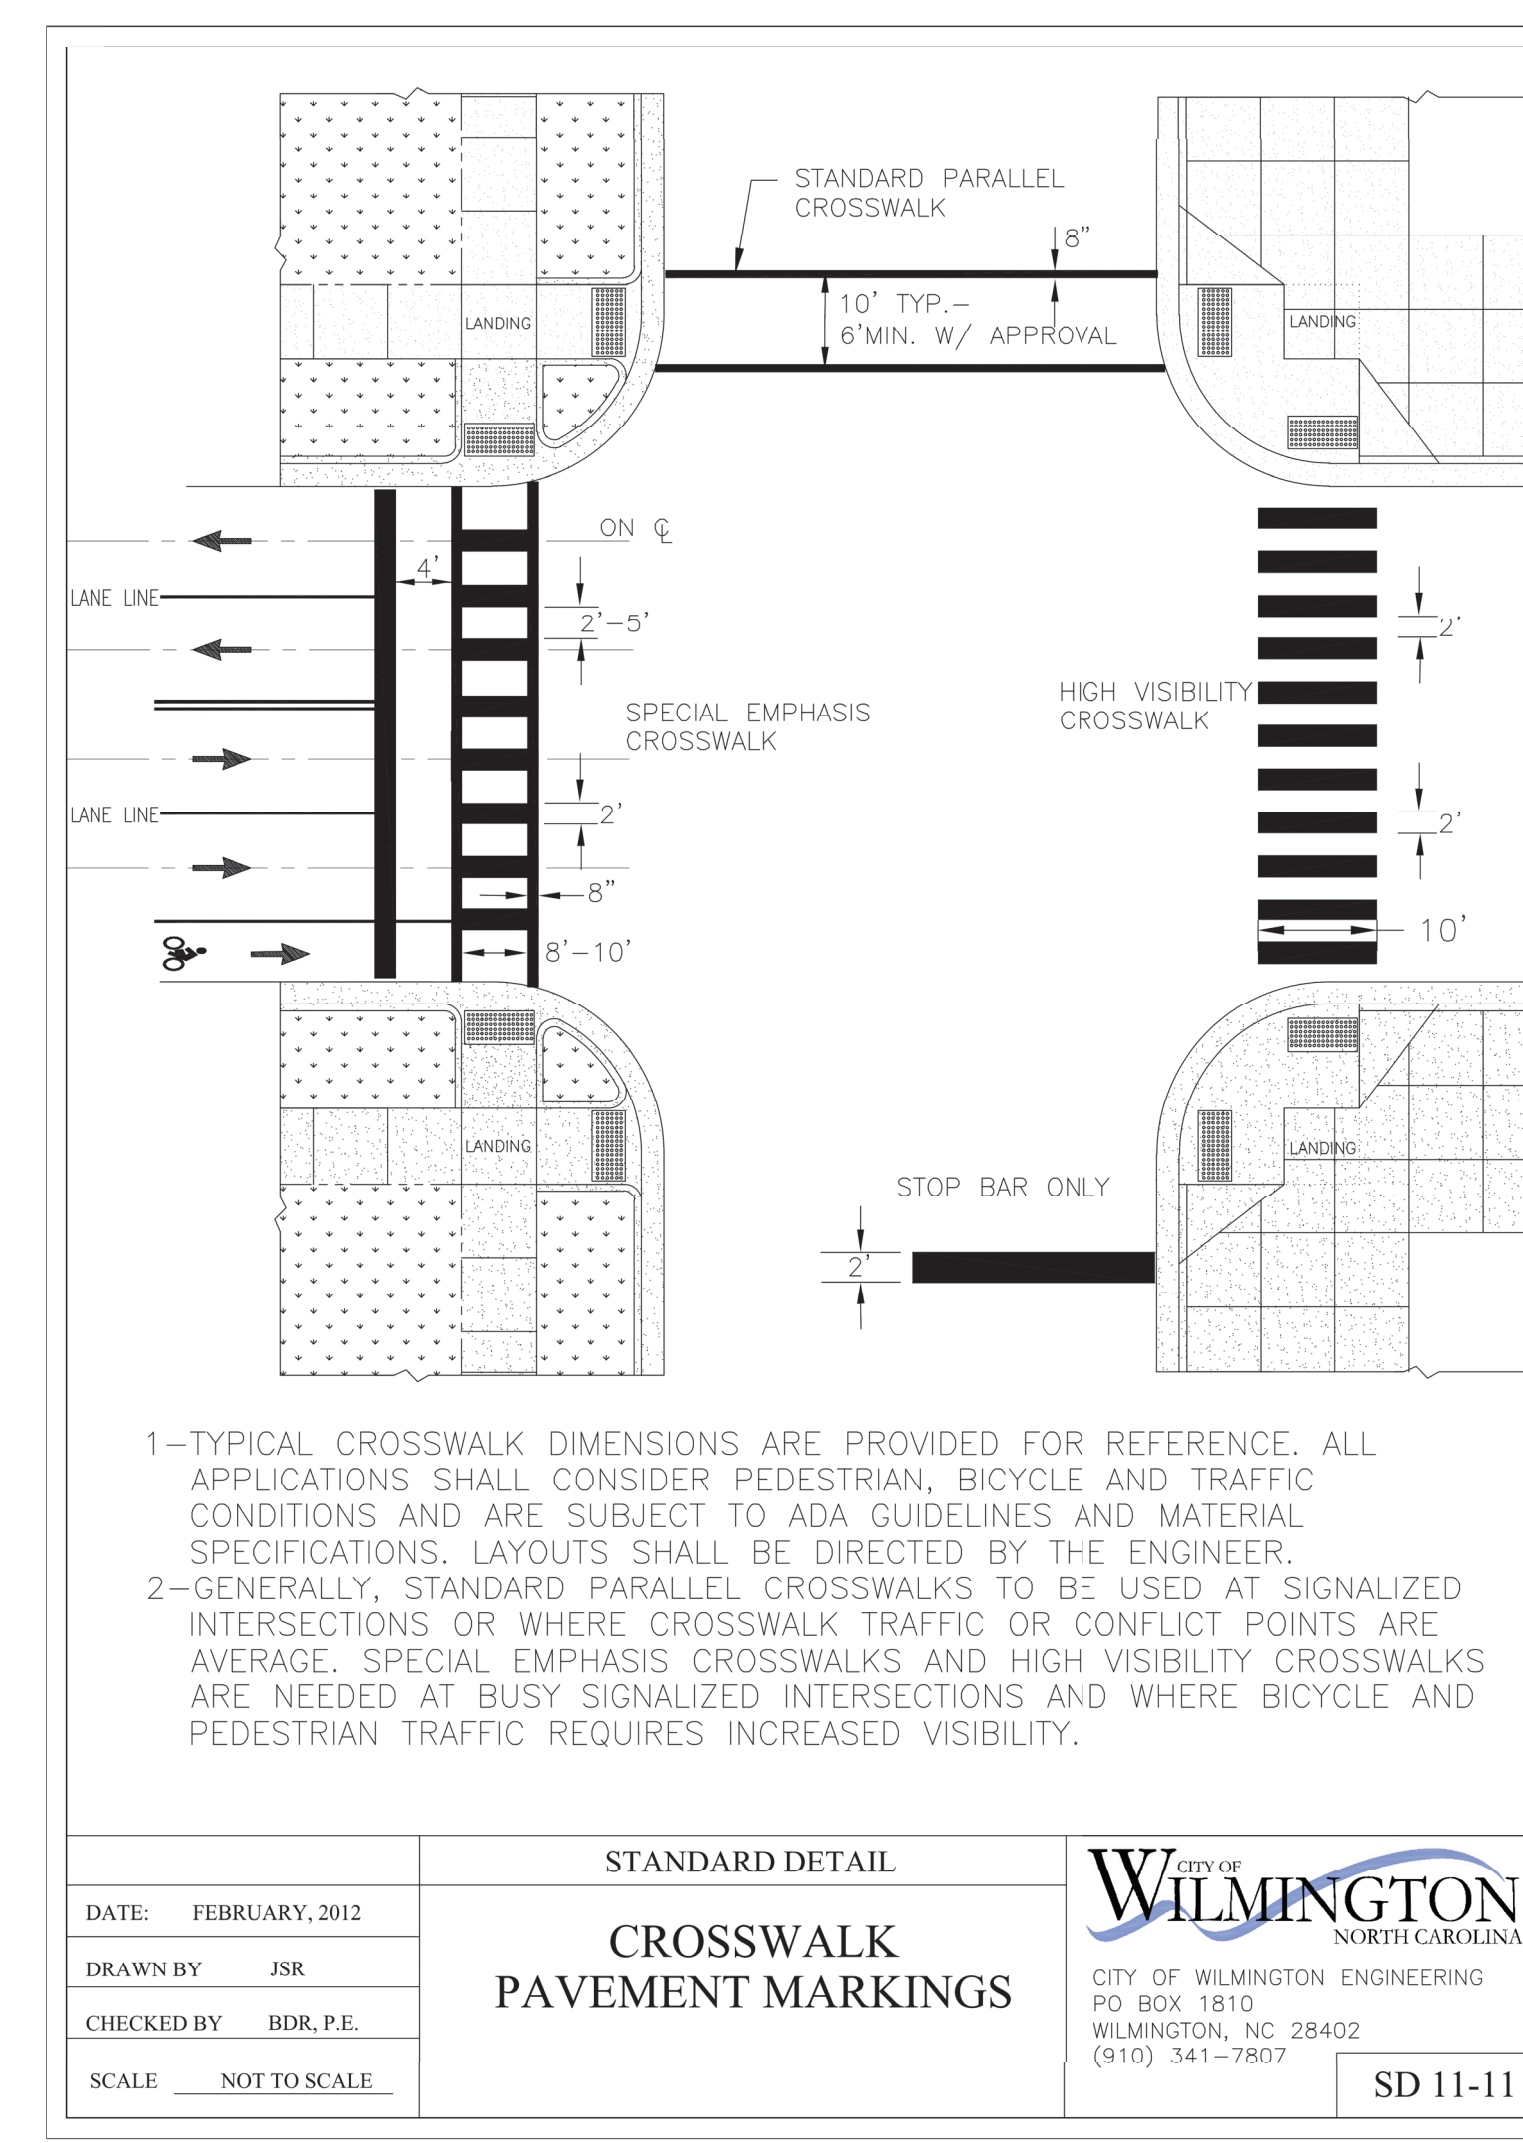 STANDARD PARALLEL
CROSSWALK
8"
10' TYP.-
6'MIN. W/ APPROVAL
LANDING
LANDING
ON ℄
4'
LANE LINE
2'-5'
2'
SPECIAL EMPHASIS
CROSSWALK
HIGH VISIBILITY
CROSSWALK
LANE LINE
2'
2'
8"
10'
8'-10'
LANDING
LANDING
STOP BAR ONLY
2'
1-TYPICAL CROSSWALK DIMENSIONS ARE PROVIDED FOR REFERENCE. ALL
APPLICATIONS SHALL CONSIDER PEDESTRIAN, BICYCLE AND TRAFFIC
CONDITIONS AND ARE SUBJECT TO ADA GUIDELINES AND MATERIAL
SPECIFICATIONS. LAYOUTS SHALL BE DIRECTED BY THE ENGINEER.
2-GENERALLY, STANDARD PARALLEL CROSSWALKS TO BE USED AT SIGNALIZED
INTERSECTIONS OR WHERE CROSSWALK TRAFFIC OR CONFLICT POINTS ARE
AVERAGE. SPECIAL EMPHASIS CROSSWALKS AND HIGH VISIBILITY CROSSWALKS
ARE NEEDED AT BUSY SIGNALIZED INTERSECTIONS AND WHERE BICYCLE AND
PEDESTRIAN TRAFFIC REQUIRES INCREASED VISIBILITY.
STANDARD DETAIL
CROSSWALK
PAVEMENT MARKINGS
DATE: FEBRUARY, 2012
DRAWN BY JSR
CHECKED BY BDR, P.E.
SCALE NOT TO SCALE
CITY OF
WILMINGTON
NORTH CAROLINA
CITY OF WILMINGTON ENGINEERING
PO BOX 1810
WILMINGTON, NC 28402
(910) 341-7807
SD 11-11